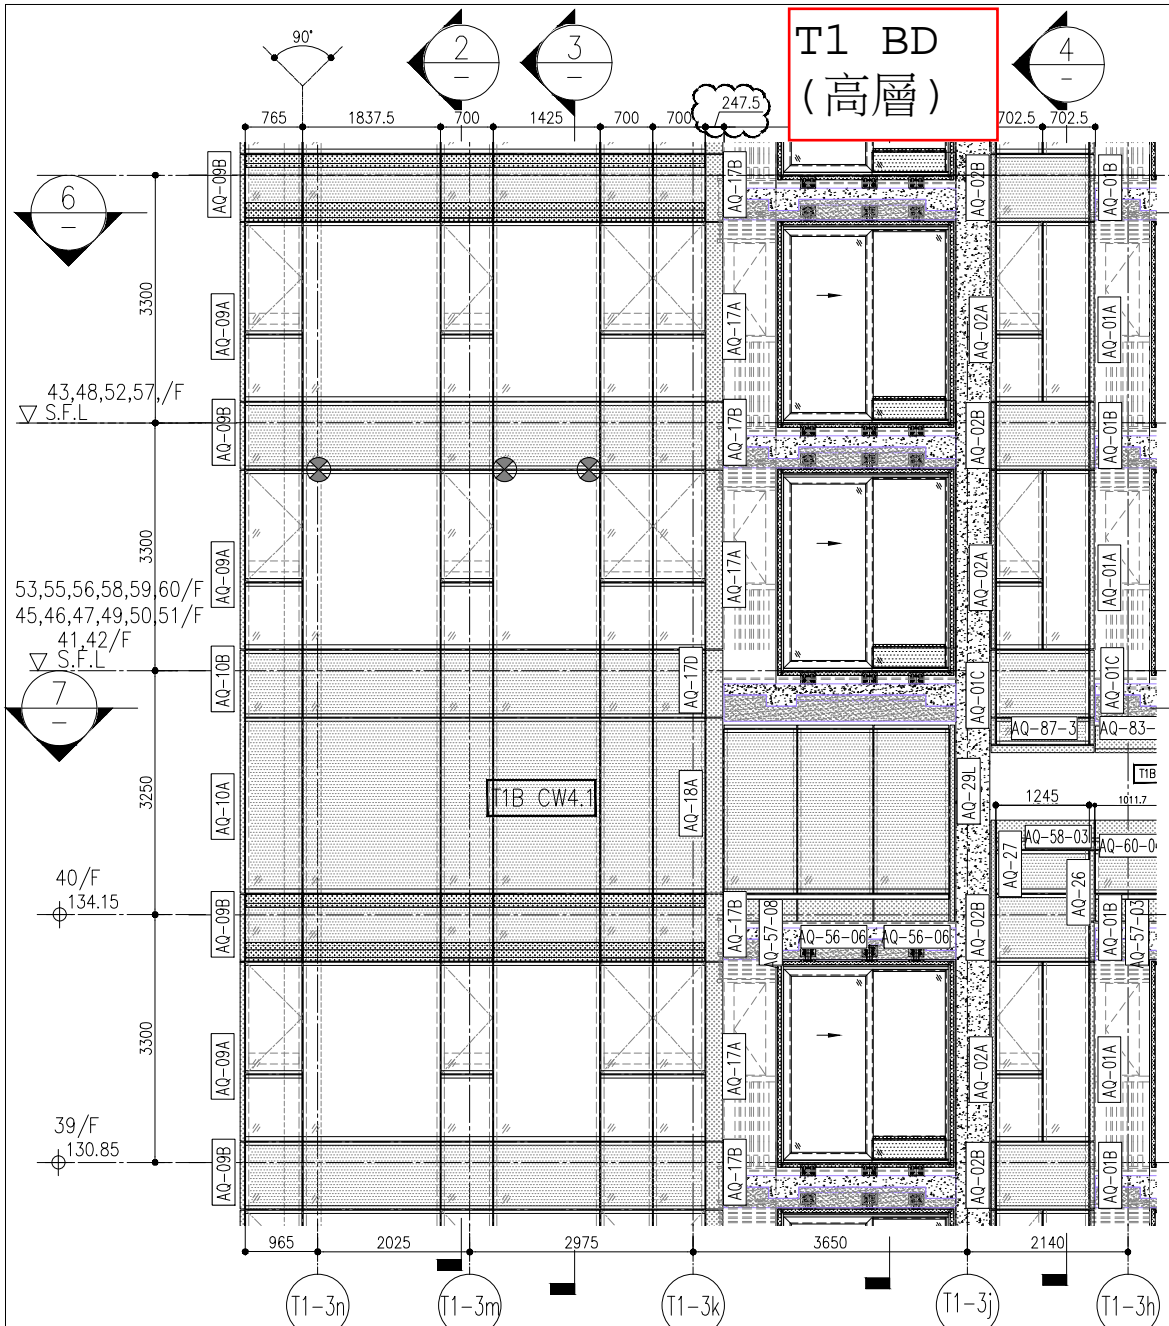 90°
2
-
3
-
T1 BD
(高層)
4
-
765
1837.5
700
1425
700
700
247.5
702.5
702.5
AQ-09B
AQ-17B
AQ-02B
AQ-01B
6
-
3300
AQ-09A
AQ-17A
AQ-02A
AQ-01A
43,48,52,57,/F
S.F.L
AQ-09B
AQ-17B
AQ-02B
AQ-01B
3300
AQ-09A
AQ-17A
AQ-02A
AQ-01A
53,55,56,58,59,60/F
45,46,47,49,50,51/F
41,42/F
S.F.L
AQ-10B
AQ-17D
AQ-01C
AQ-01C
7
-
AQ-87-3
AQ-83-
3250
AQ-10A
T1B CW4.1
AQ-18A
AQ-29L
T1B
1245
1011.7
AQ-58-03
AQ-60-0
AQ-27
AQ-26
40/F
134.15
AQ-09B
AQ-17B
AQ-57-08
AQ-56-06
AQ-56-06
AQ-02B
AQ-01B
AQ-57-03
3300
AQ-09A
AQ-17A
AQ-02A
AQ-01A
39/F
130.85
AQ-09B
AQ-17B
AQ-02B
AQ-01B
965
2025
2975
3650
2140
T1-3n
T1-3m
T1-3k
T1-3j
T1-3h